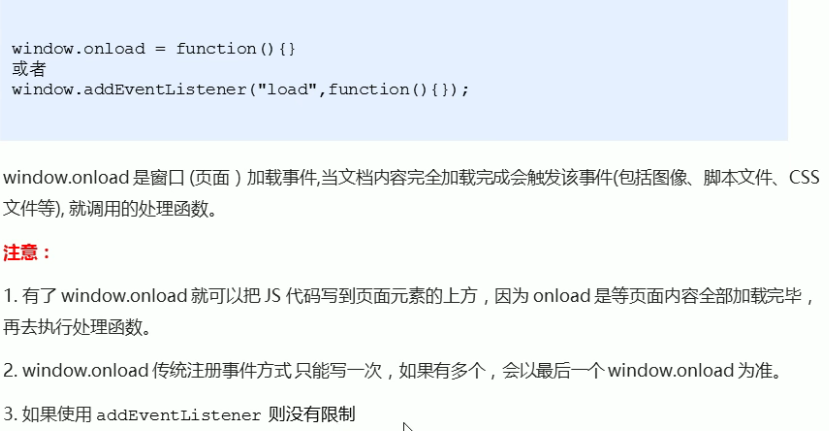 window.onload = function(){}
或者
window.addEventListener("load",function(){});
window.onload 是窗口 (页面）加载事件,当文档内容完全加载完成会触发该事件(包括图像、脚本文件、CSS
文件等), 就调用的处理函数。
注意：
1. 有了 window.onload 就可以把 JS 代码写到页面元素的上方，因为 onload 是等页面内容全部加载完毕，
再去执行处理函数。
2. window.onload 传统注册事件方式 只能写一次，如果有多个，会以最后一个 window.onload 为准。
3. 如果使用 addEventListener 则没有限制